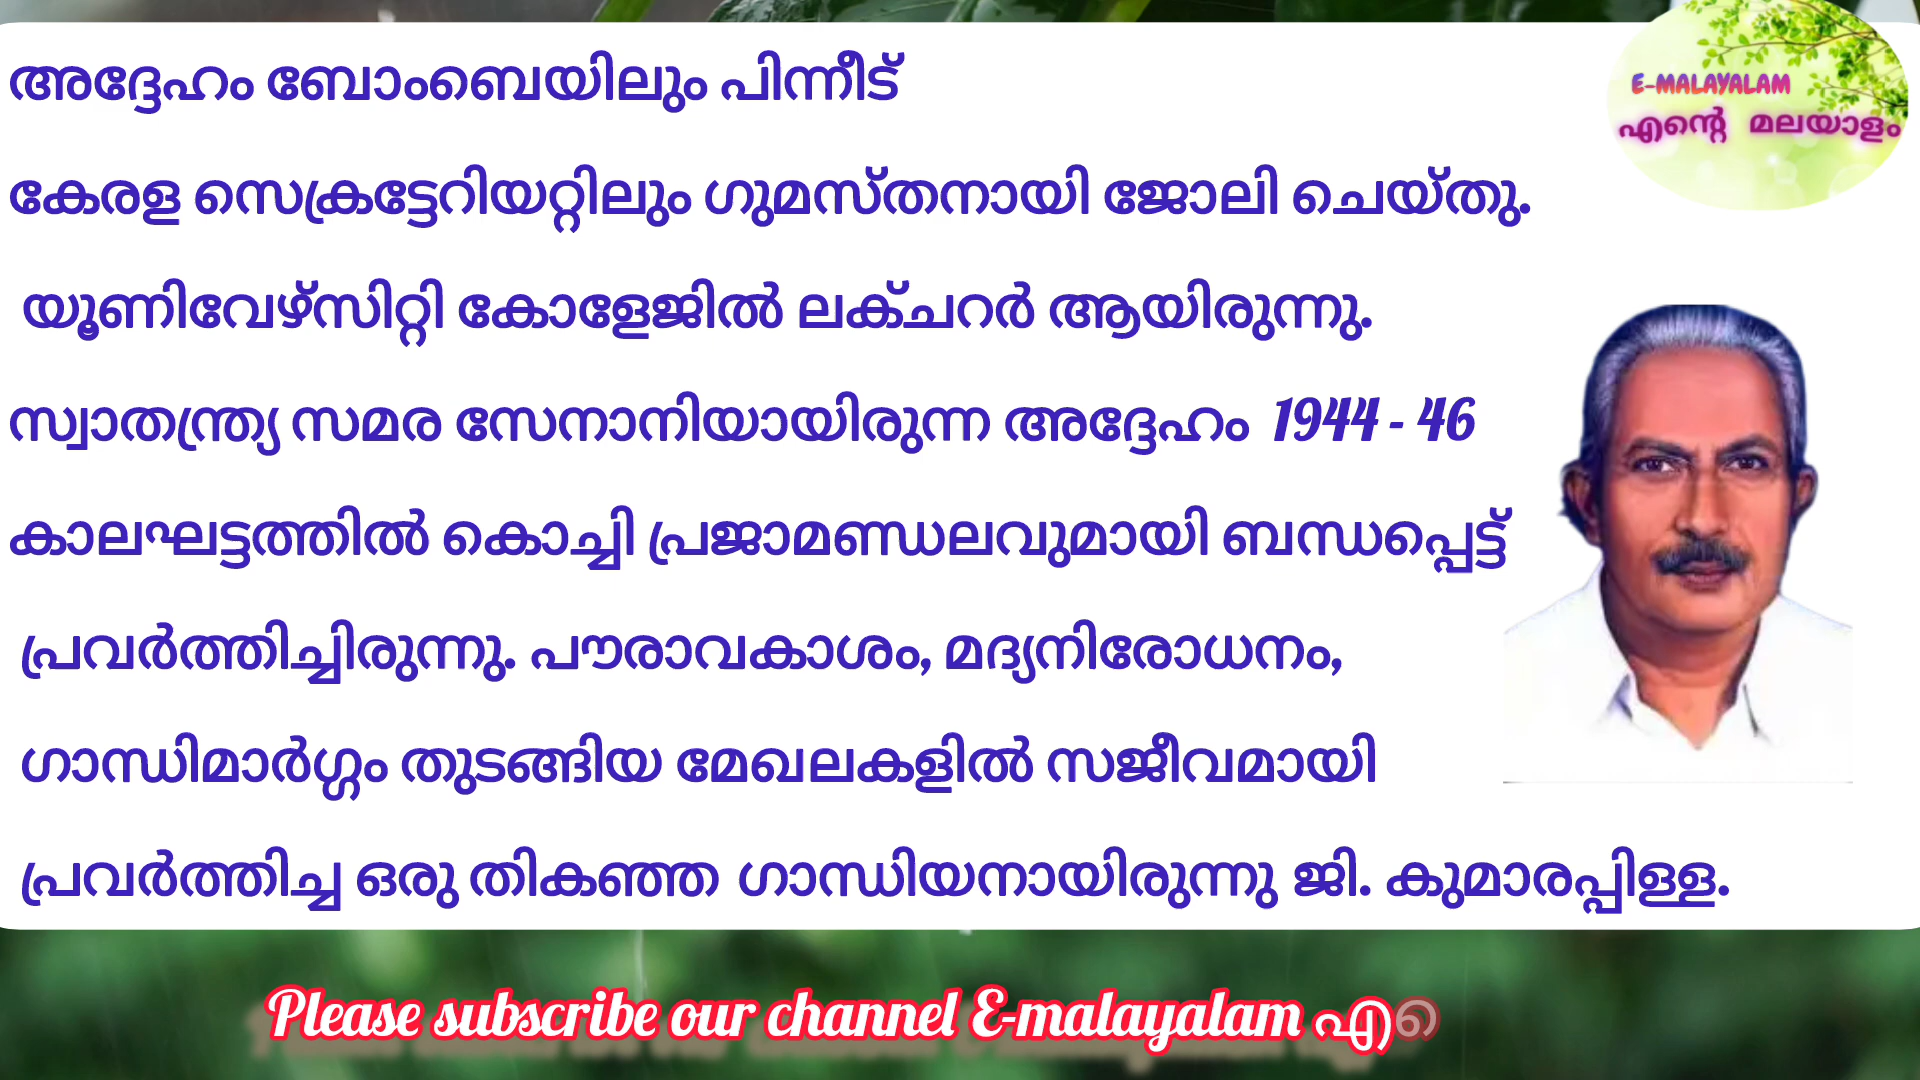 അദ്ദേഹം ബോംബെയിലും പിന്നീട്
E-MALAYALAM
എന്റെ മലയാളം
കേരള സെക്രട്ടേറിയറ്റിലും ഗുമസ്തനായി ജോലി ചെയ്തു.
യൂണിവേഴ്സിറ്റി കോളേജിൽ ലക്ചറർ ആയിരുന്നു.
സ്വാതന്ത്ര്യ സമര സേനാനിയായിരുന്ന അദ്ദേഹം 1944 - 46
കാലഘട്ടത്തിൽ കൊച്ചി പ്രജാമണ്ഡലവുമായി ബന്ധപ്പെട്ട്
പ്രവർത്തിച്ചിരുന്നു. പൗരാവകാശം, മദ്യനിരോധനം,
ഗാന്ധിമാർഗ്ഗം തുടങ്ങിയ മേഖലകളിൽ സജീവമായി
പ്രവർത്തിച്ച ഒരു തികഞ്ഞ ഗാന്ധിയനായിരുന്നു ജി. കുമാരപ്പിള്ള.
Please subscribe our channel E-malayalam എ